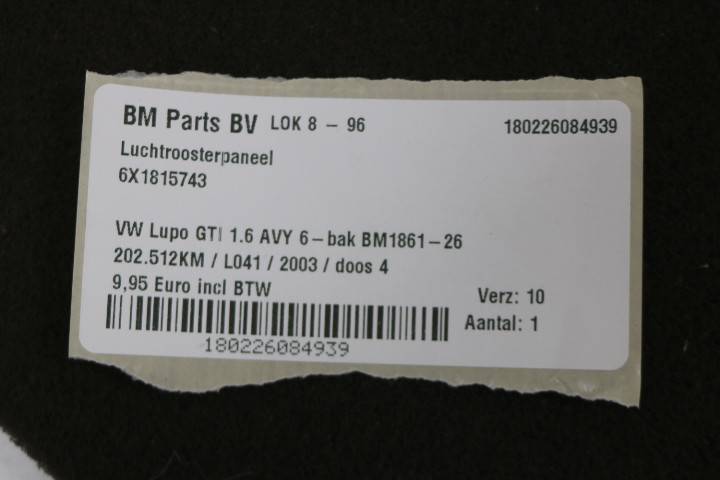 BM Parts BV LOK 8 - 96 180226084939
Luchtroosterpaneel
6X1815743
VW Lupo GTI 1.6 AVY 6-bak BM1861-26
202.512KM / L041 / 2003 / doos 4
9,95 Euro incl BTW
Verz: 10
Aantal: 1
180226084939